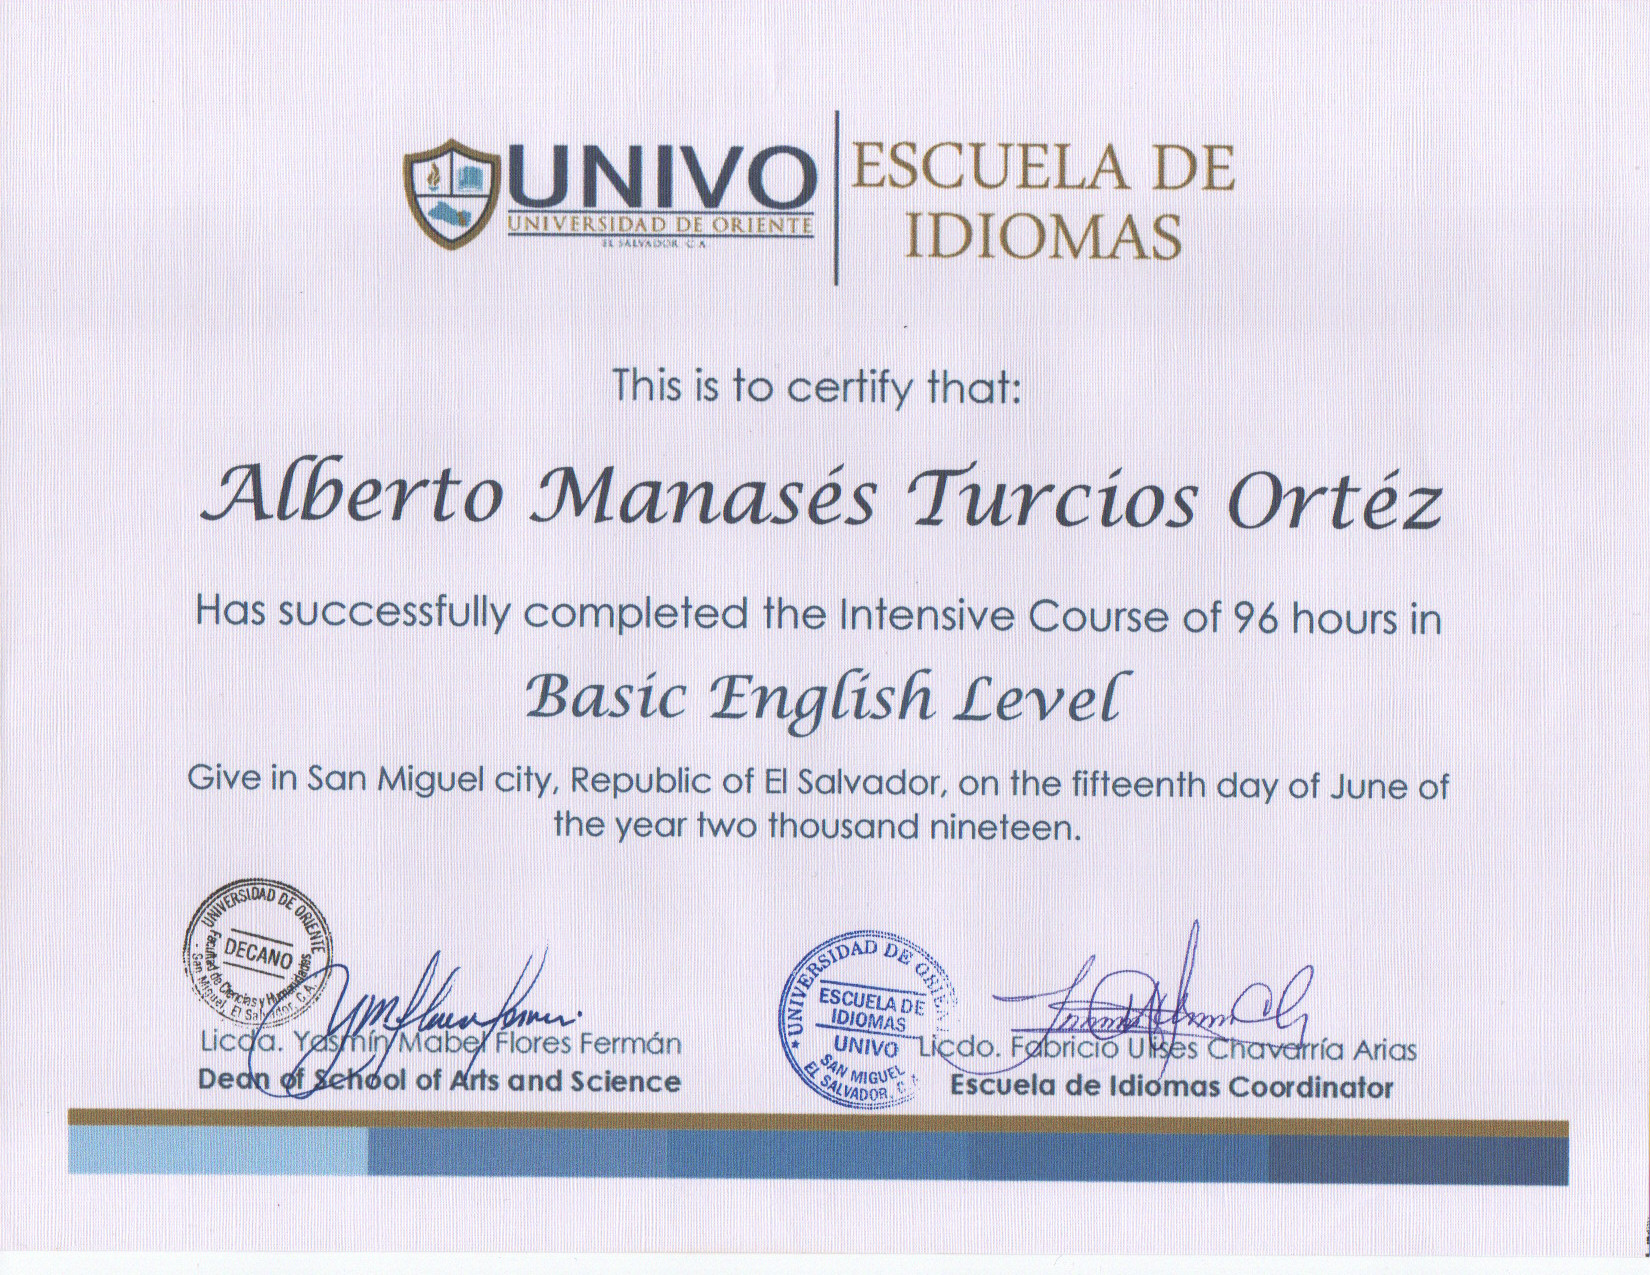 UNIVO
UNIVERSIDAD DE ORIENTE
EL SALVADOR, C.A.
ESCUELA DE
IDIOMAS
This is to certify that:
Alberto Manasés Turcios Ortéz
Has successfully completed the Intensive Course of 96 hours in
Basic English Level
Give in San Miguel city, Republic of El Salvador, on the fifteenth day of June of
the year two thousand nineteen.
UNIVERSIDAD DE ORIENTE
DECANO
Facultad de Ciencias y Humanidades
San Miguel, El Salvador, C.A.
Licda. Yasmín Mabel Flores Fermán
Dean of School of Arts and Science
UNIVERSIDAD DE ORIENTE
ESCUELA DE
IDIOMAS
UNIVO
SAN MIGUEL
EL SALVADOR, C.A.
Licdo. Fabricio Ulises Chavarría Arias
Escuela de Idiomas Coordinator